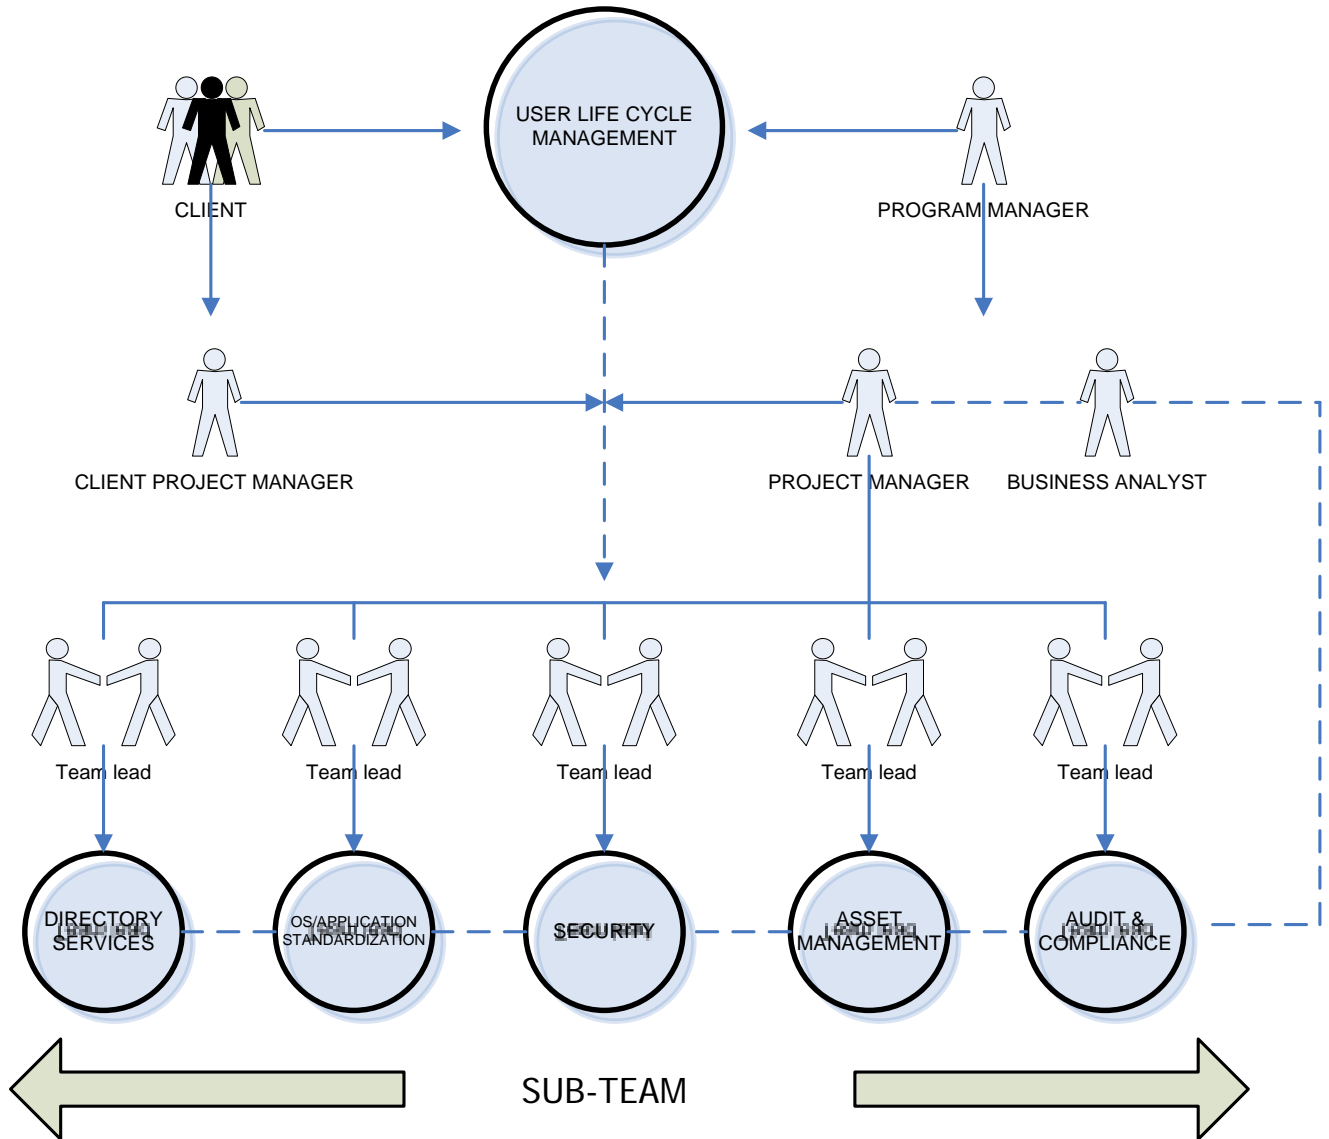 USER LIFE CYCLE
MANAGEMENT
CLIENT
PROGRAM MANAGER
CLIENT PROJECT MANAGER
PROJECT MANAGER
BUSINESS ANALYST
Team lead
Team lead
Team lead
Team lead
Team lead
DIRECTORY
SERVICES
OS/APPLICATION
STANDARDIZATION
SECURITY
ASSET
MANAGEMENT
AUDIT &
COMPLIANCE
SUB-TEAM